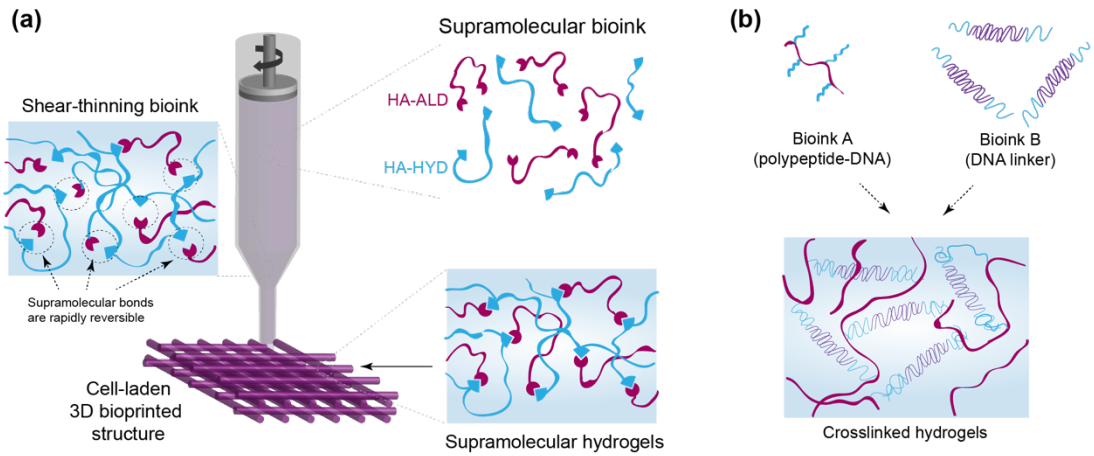 (a)
Supramolecular bioink
HA-ALD
HA-HYD
Shear-thinning bioink
Supramolecular bonds
are rapidly reversible
Cell-laden
3D bioprinted
structure
Supramolecular hydrogels
(b)
Bioink A
(polypeptide-DNA)
Bioink B
(DNA linker)
Crosslinked hydrogels